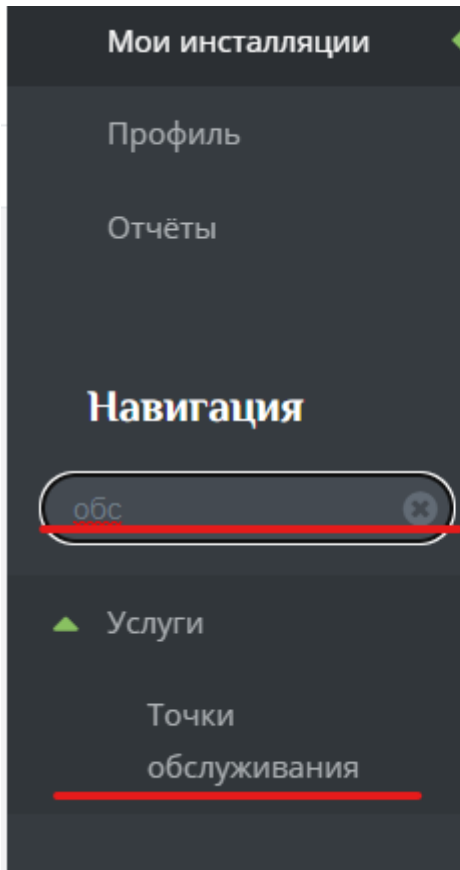 Мои инсталляции
Профиль
Отчёты
Навигация
обс
Услуги
Точки
обслуживания